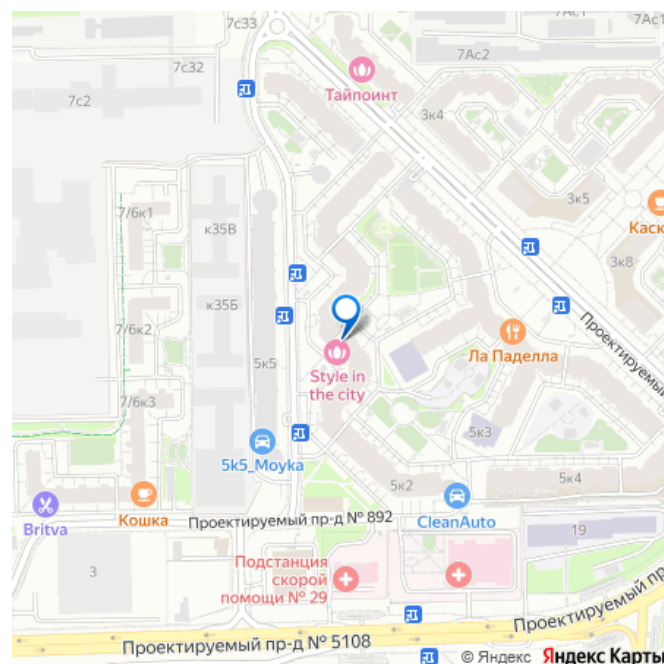 7с33
7Ас1
7Ас2
7с32
Тайпоинт
7с2
3к4
3к5
7/6к1
к35В
Каск
3к8
к35Б
7/6к2
Проектируемый
Ла Паделла
5к5
Style in
the city
7/6к3
5к3
5k5_Moyka
5к2
5к4
Britva
Кошка
Проектируемый пр-д № 892
CleanAuto
19
3
Подстанция
скорой
помощи № 29
Проектируемый пр
Проектируемый пр-д № 5108
© Яндекс Яндекс Карты